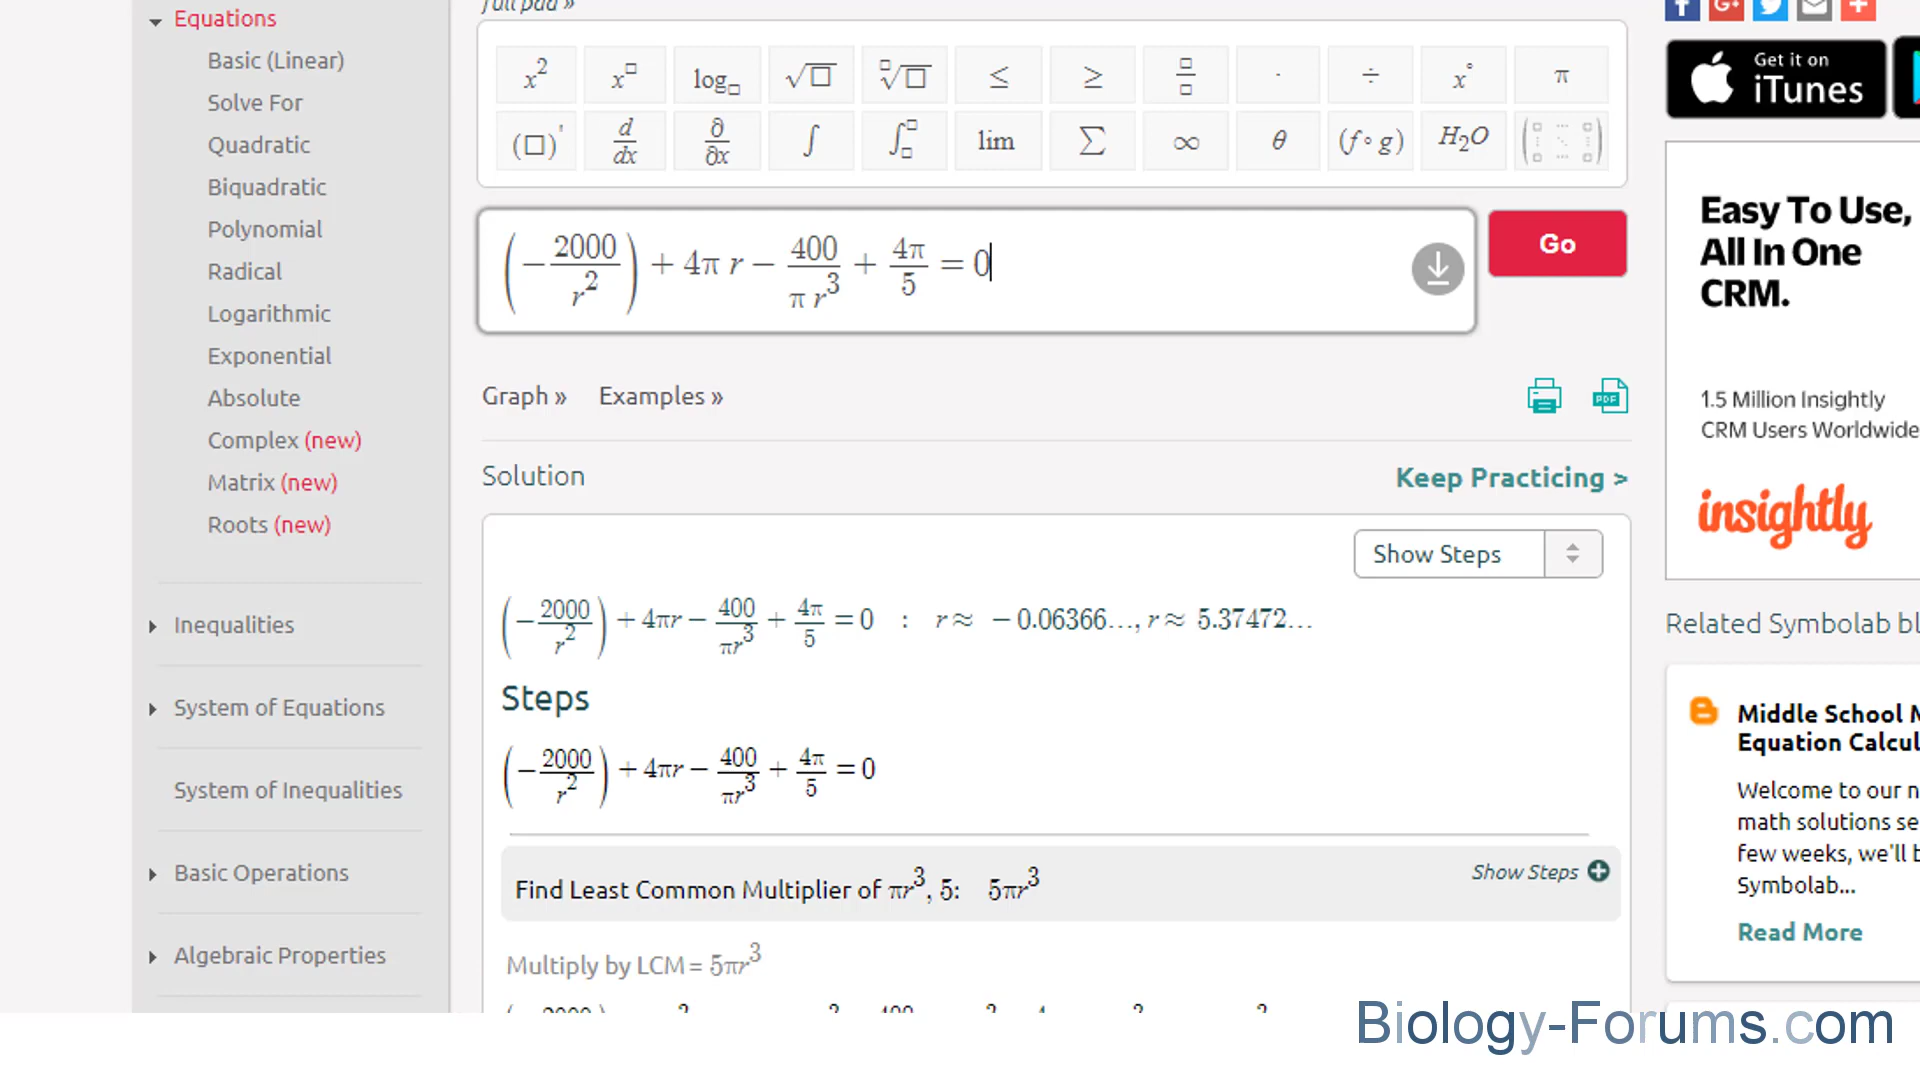 full pad »
Equations
Basic (Linear)
Solve For
Quadratic
Biquadratic
Polynomial
Radical
Logarithmic
Exponential
Absolute
Complex (new)
Matrix (new)
Roots (new)
Inequalities
System of Equations
System of Inequalities
Basic Operations
Algebraic Properties
x² x^□ log_□ √□ ^□√□ ≤ ≥ □/□ · ÷ x° π
(□)' d/dx ∂/∂x ∫ ∫_□^□ lim ∑ ∞ θ (f∘g) H₂O
(−2000/r²) + 4π r − 400/(π r³) + 4π/5 = 0
Go
Graph » Examples »
PDF
Solution
Keep Practicing >
Show Steps
(−2000/r²) + 4πr − 400/(πr³) + 4π/5 = 0 : r≈ −0.06366…, r≈ 5.37472…
Steps
(−2000/r²) + 4πr − 400/(πr³) + 4π/5 = 0
Find Least Common Multiplier of πr³, 5: 5πr³
Show Steps
Multiply by LCM = 5πr³
f G+
Get it on
iTunes
Easy To Use,
All In One
CRM.
1.5 Million Insightly
CRM Users Worldwide
insightly
Related Symbolab bl
Middle School M
Equation Calcul
Welcome to our n
math solutions se
few weeks, we'll b
Symbolab...
Read More
Biology-Forums.com